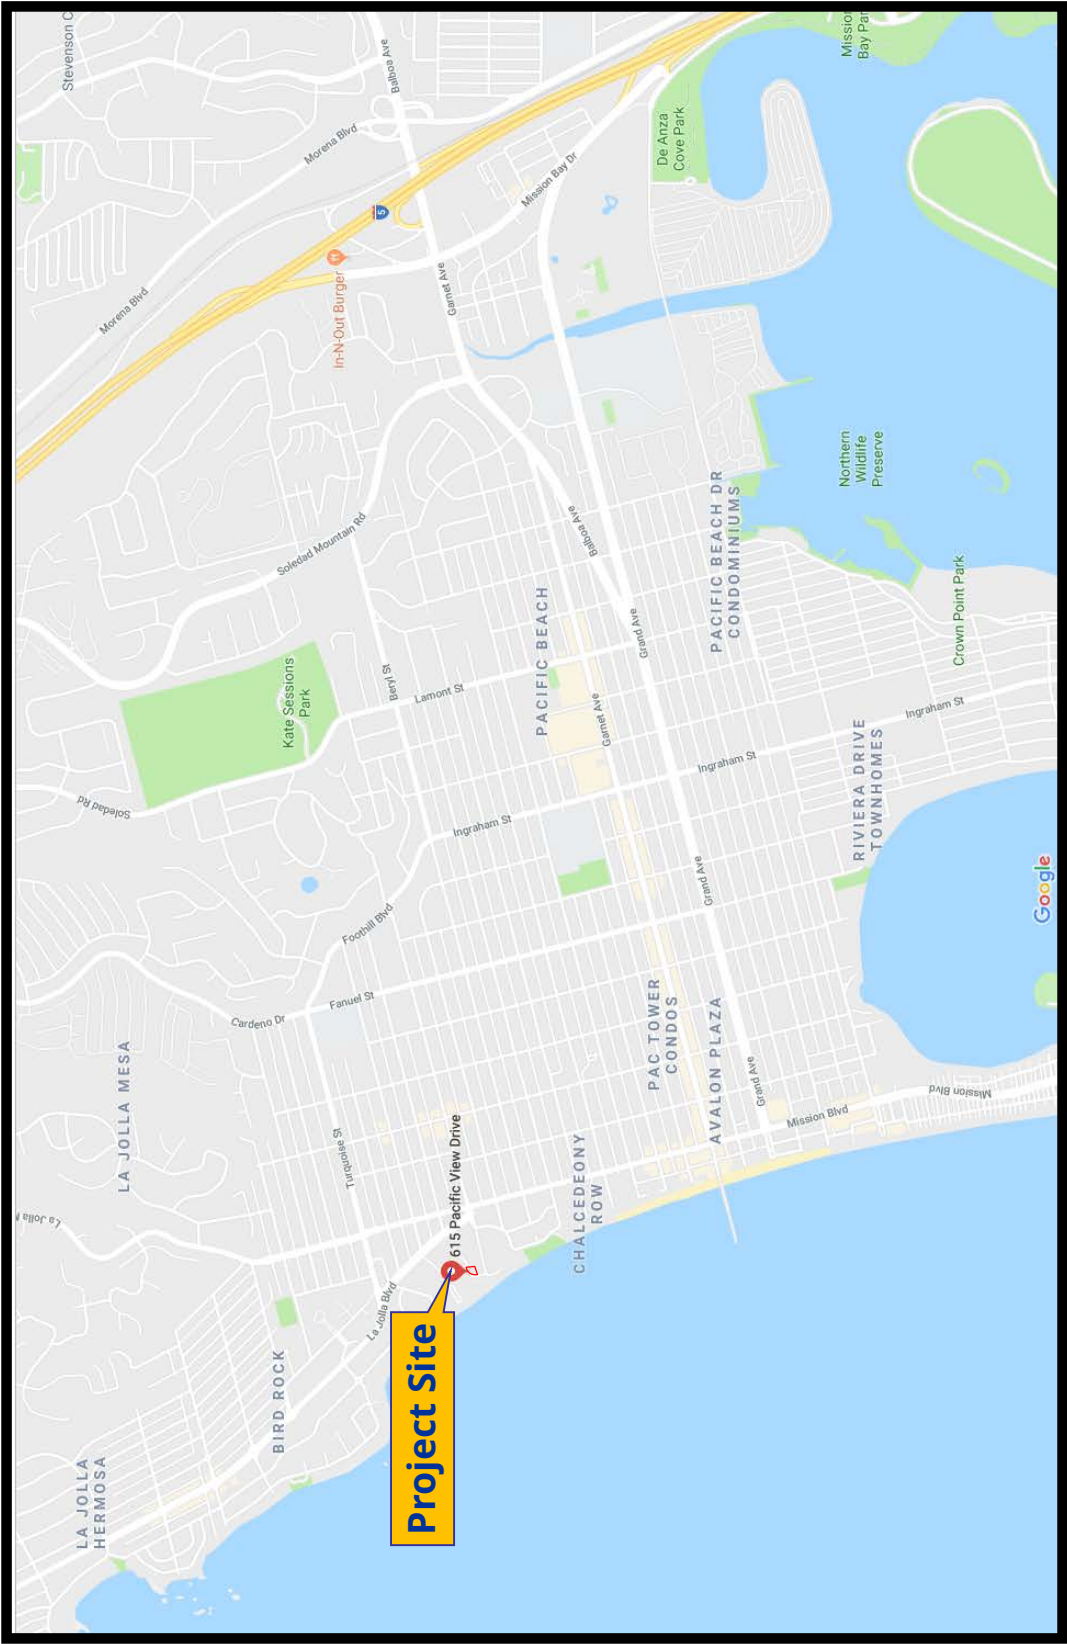 LA JOLLA
HERMOSA
BIRD ROCK
La Jolla Blvd
Project Site
615 Pacific View Drive
CHALCEDEONY
ROW
LA JOLLA MESA
Turquoise St
Cardeno Dr
Fanuel St
Foothill Blvd
PAC TOWER
CONDOS
AVALON PLAZA
Grand Ave
Mission Blvd
Mission Blvd
Soledad Rd
Kate Sessions
Park
Beryl St
Lamont St
Ingraham St
PACIFIC BEACH
Garnet Ave
Grand Ave
Ingraham St
Grand Ave
RIVIERA DRIVE
TOWNHOMES
Ingraham St
Google
Soledad Mountain Rd
Balboa Ave
PACIFIC BEACH DR
CONDOMINIUMS
Crown Point Park
Northern
Wildlife
Preserve
Morena Blvd
In-N-Out Burger
5
Garnet Ave
Morena Blvd
Balboa Ave
Mission Bay Dr
De Anza
Cove Park
Mission
Bay Par
Stevenson C